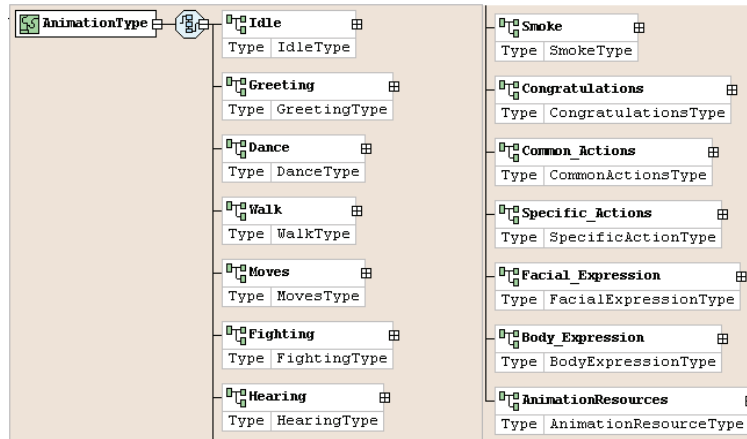 AnimationType
Idle
Type IdleType
Greeting
Type GreetingType
Dance
Type DanceType
Walk
Type WalkType
Moves
Type MovesType
Fighting
Type FightingType
Hearing
Type HearingType
Smoke
Type SmokeType
Congratulations
Type CongratulationsType
Common_Actions
Type CommonActionsType
Specific_Actions
Type SpecificActionType
Facial_Expression
Type FacialExpressionType
Body_Expression
Type BodyExpressionType
AnimationResources
Type AnimationResourceType